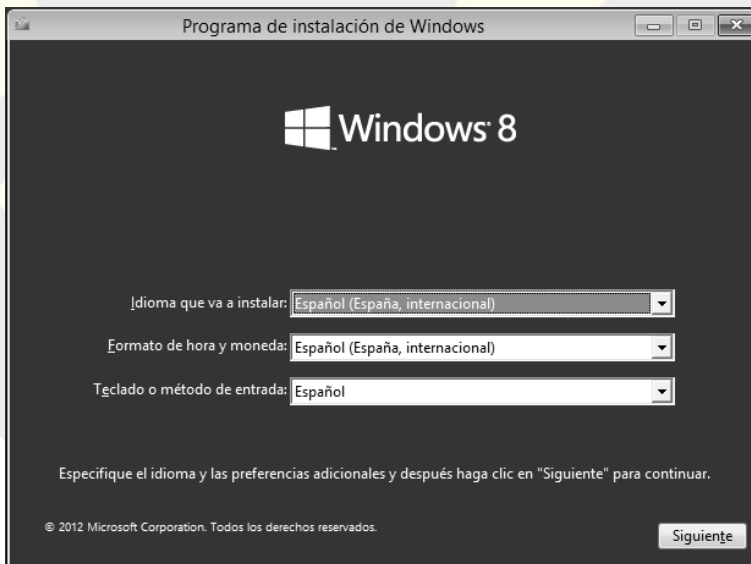 Programa de instalación de Windows
Windows 8
Idioma que va a instalar: Español (España, internacional)
Formato de hora y moneda: Español (España, internacional)
Teclado o método de entrada: Español
Especifique el idioma y las preferencias adicionales y después haga clic en "Siguiente" para continuar.
© 2012 Microsoft Corporation. Todos los derechos reservados.
Siguiente